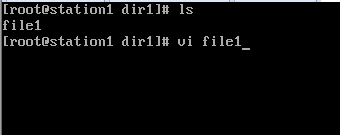 [root@station1 dir1]# ls
file1
[root@station1 dir1]# vi file1_